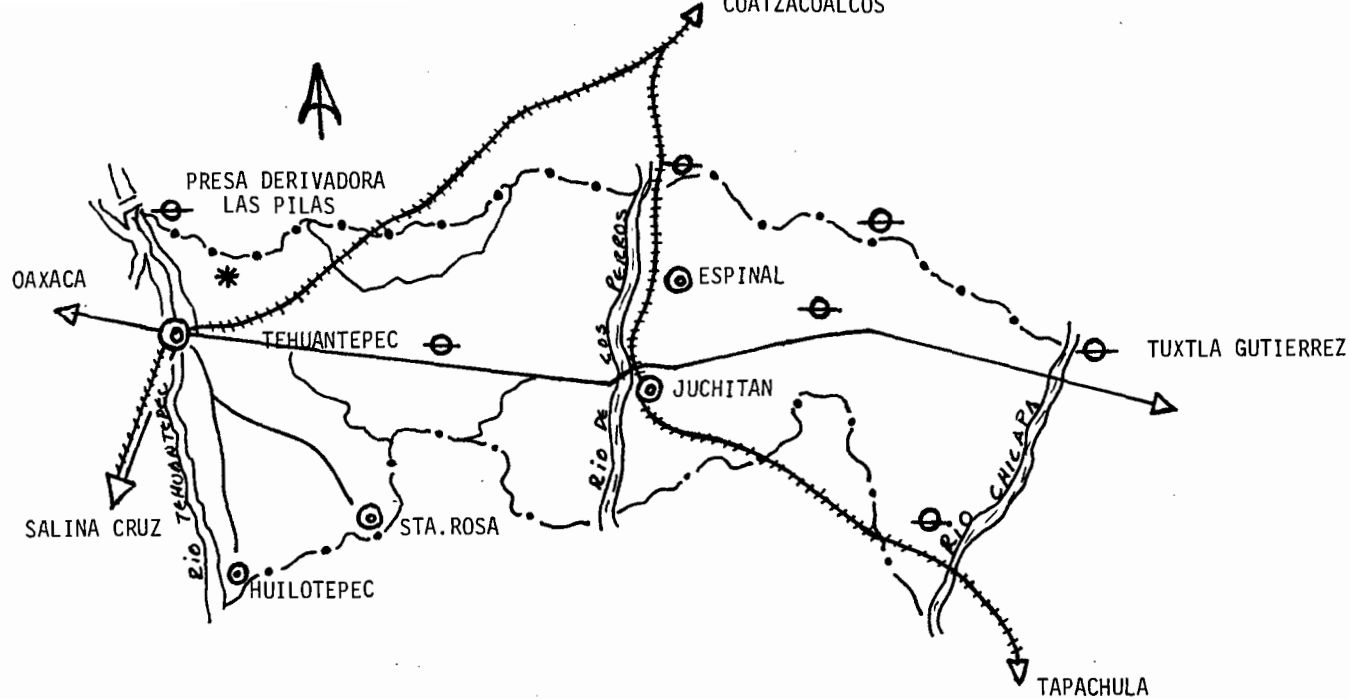 COATZACOALCOS
PRESA DERIVADORA
LAS PILAS
OAXACA
RIO DE LOS PERROS
ESPINAL
TEHUANTEPEC
TUXTLA GUTIERREZ
JUCHITAN
RIO TEHUANTEPEC
RIO CHICAPA
SALINA CRUZ
STA.ROSA
HUILOTEPEC
TAPACHULA